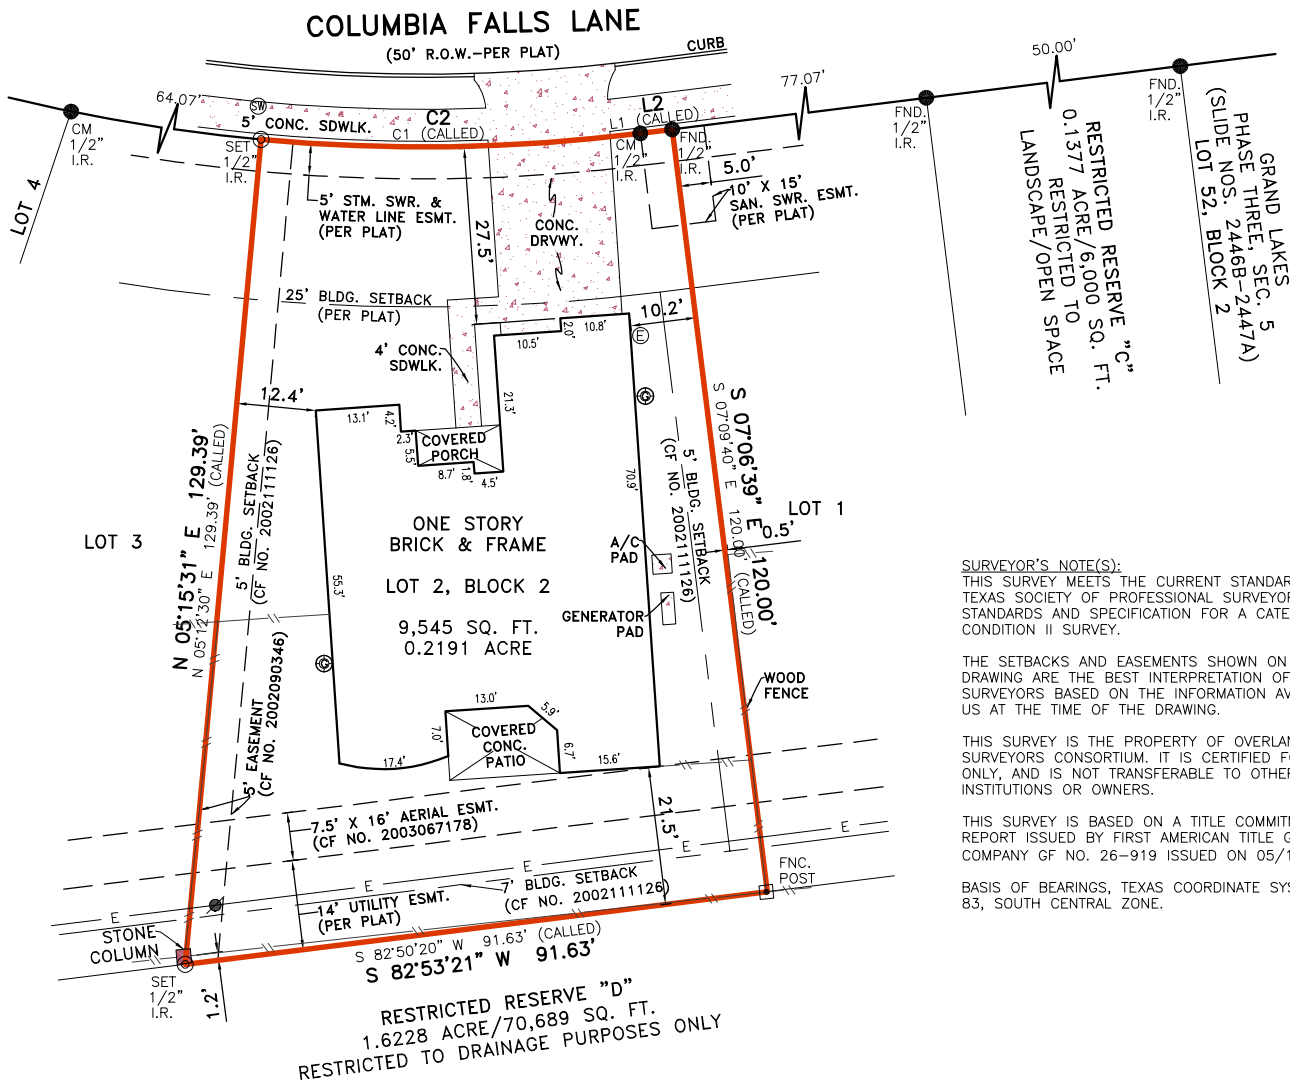 COLUMBIA FALLS LANE
(50' R.O.W.-PER PLAT)
CURB
64.07'
SW
5' CONC. SDWLK.
C2
C1 (CALLED)
L2
L1 (CALLED)
77.07'
50.00'
CM
1/2"
I.R.
SET
1/2"
I.R.
CM
1/2"
I.R.
FND.
1/2"
I.R.
FND.
1/2"
I.R.
FND.
1/2"
I.R.
LOT 4
5' STM. SWR. &
WATER LINE ESMT.
(PER PLAT)
27.5'
CONC.
DRVWY.
5.0'
10' X 15'
SAN. SWR. ESMT.
(PER PLAT)
RESTRICTED RESERVE "C"
0.1377 ACRE/6,000 SQ. FT.
RESTRICTED TO
LANDSCAPE/OPEN SPACE
GRAND LAKES
PHASE THREE, SEC. 5
(SLIDE NOS. 2446B-2447A)
LOT 52, BLOCK 2
25' BLDG. SETBACK
(PER PLAT)
4' CONC.
SDWLK.
10.5'
2.0'
10.8'
10.2'
E
12.4'
13.1'
4.2'
2.3'
5.5'
21.3'
COVERED
PORCH
8.7'
1.8'
4.5'
G
70.9'
S 07°06'39" E 120.00'
S 07°09'40" E 120.00' (CALLED)
5' BLDG. SETBACK
(CF NO. 2002111126)
LOT 1
0.5'
LOT 3
N 05°15'31" E 129.39'
N 05°12'30" E 129.39' (CALLED)
5' BLDG. SETBACK
(CF NO. 2002111126)
ONE STORY
BRICK & FRAME
LOT 2, BLOCK 2
9,545 SQ. FT.
0.2191 ACRE
A/C
PAD
GENERATOR
PAD
55.3'
G
5' EASEMENT
(CF NO. 2002090346)
WOOD
FENCE
13.0'
5.9'
7.0'
COVERED
CONC.
PATIO
6.7'
17.4'
15.6'
21.5'
7.5' X 16' AERIAL ESMT.
(CF NO. 2003067178)
E
E
E
E
7' BLDG. SETBACK
(CF NO. 2002111126)
14' UTILITY ESMT.
(PER PLAT)
FNC.
POST
STONE
COLUMN
SET
1/2"
I.R.
1.2'
S 82°50'20" W 91.63' (CALLED)
S 82°53'21" W 91.63'
RESTRICTED RESERVE "D"
1.6228 ACRE/70,689 SQ. FT.
RESTRICTED TO DRAINAGE PURPOSES ONLY
SURVEYOR'S NOTE(S):
THIS SURVEY MEETS THE CURRENT STANDAR
TEXAS SOCIETY OF PROFESSIONAL SURVEYOR
STANDARDS AND SPECIFICATION FOR A CATE
CONDITION II SURVEY.
THE SETBACKS AND EASEMENTS SHOWN ON
DRAWING ARE THE BEST INTERPRETATION OF
SURVEYORS BASED ON THE INFORMATION AV
US AT THE TIME OF THE DRAWING.
THIS SURVEY IS THE PROPERTY OF OVERLAN
SURVEYORS CONSORTIUM. IT IS CERTIFIED FO
ONLY, AND IS NOT TRANSFERABLE TO OTHER
INSTITUTIONS OR OWNERS.
THIS SURVEY IS BASED ON A TITLE COMMITM
REPORT ISSUED BY FIRST AMERICAN TITLE G
COMPANY GF NO. 26-919 ISSUED ON 05/1
BASIS OF BEARINGS, TEXAS COORDINATE SYS
83, SOUTH CENTRAL ZONE.